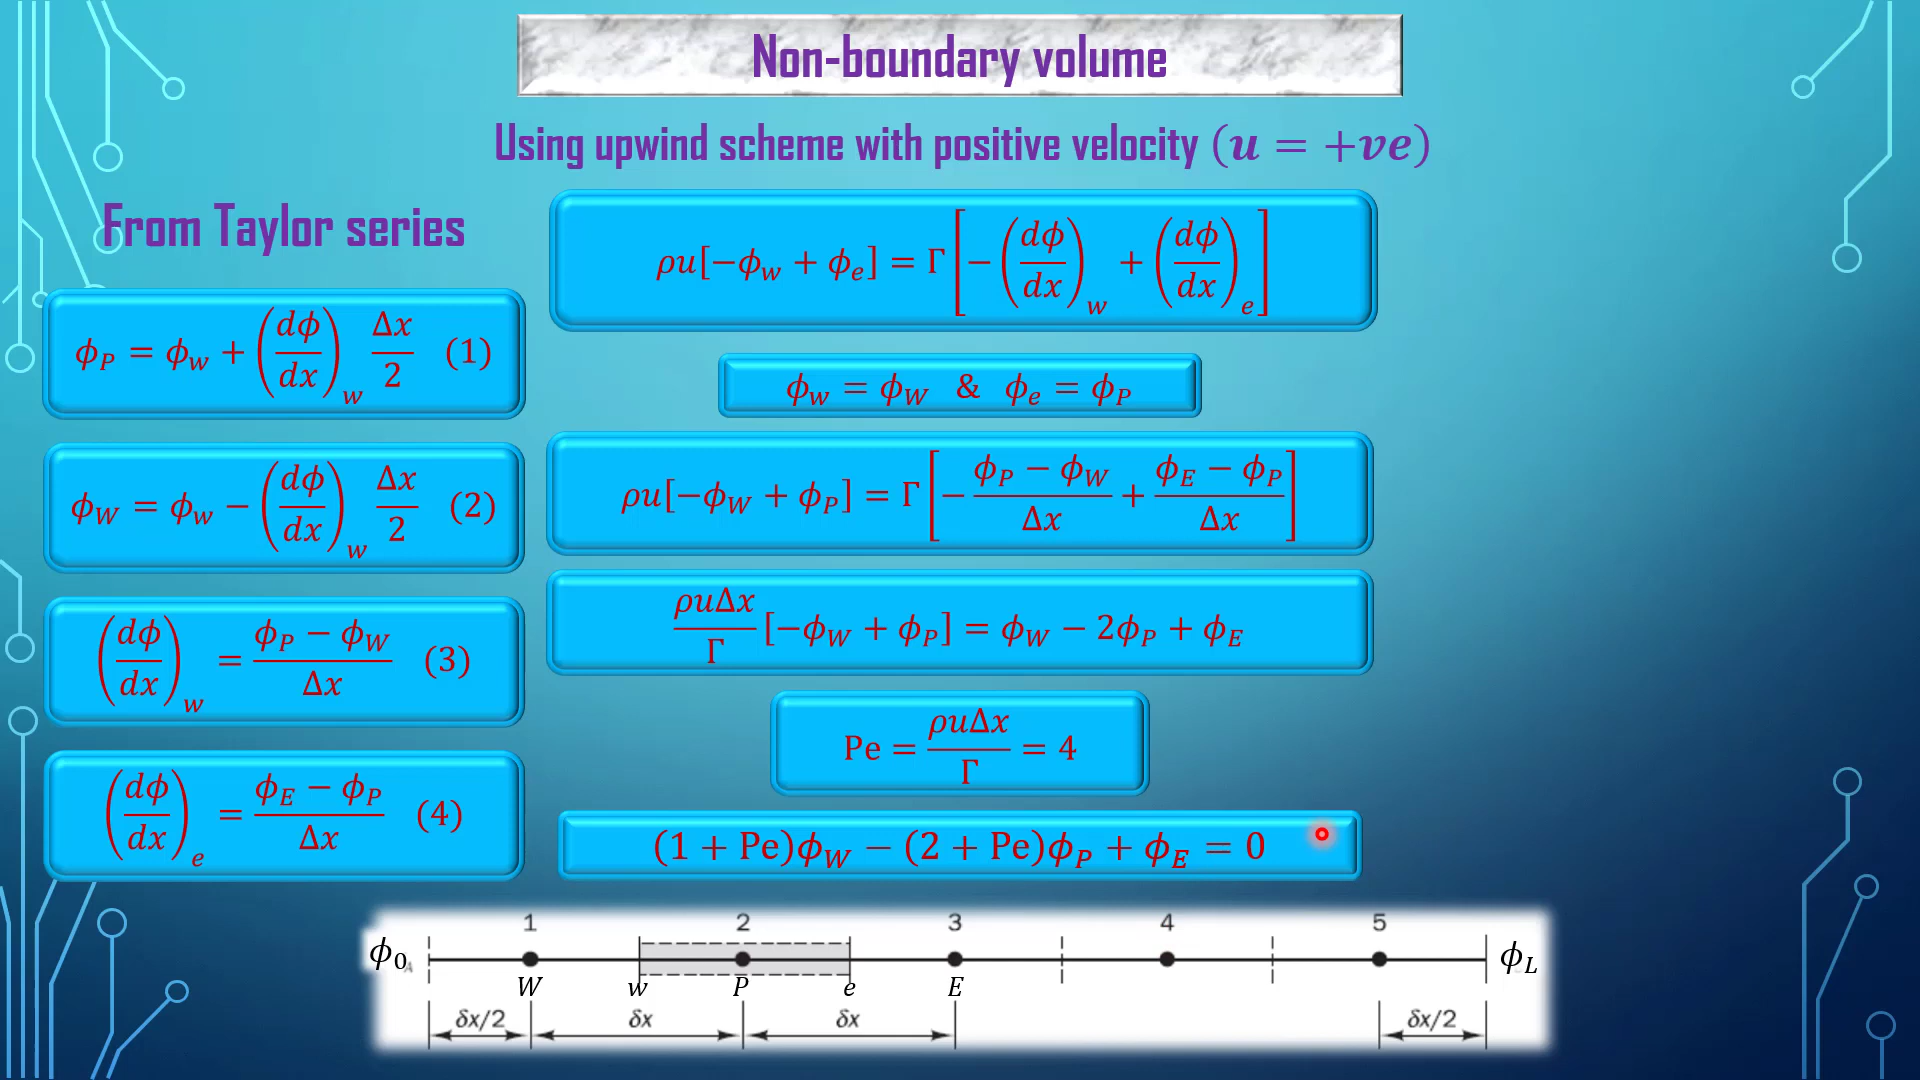 Non-boundary volume
Using upwind scheme with positive velocity (u = +ve)
From Taylor series
ϕ_P = ϕ_w + (dϕ/dx)_w Δx/2 (1)
ϕ_W = ϕ_w − (dϕ/dx)_w Δx/2 (2)
(dϕ/dx)_w = (ϕ_P − ϕ_W)/Δx (3)
(dϕ/dx)_e = (ϕ_E − ϕ_P)/Δx (4)
ρu[−ϕ_w + ϕ_e] = Γ[−(dϕ/dx)_w + (dϕ/dx)_e]
ϕ_w = ϕ_W & ϕ_e = ϕ_P
ρu[−ϕ_W + ϕ_P] = Γ[−(ϕ_P − ϕ_W)/Δx + (ϕ_E − ϕ_P)/Δx]
ρuΔx/Γ [−ϕ_W + ϕ_P] = ϕ_W − 2ϕ_P + ϕ_E
Pe = ρuΔx/Γ = 4
(1 + Pe)ϕ_W − (2 + Pe)ϕ_P + ϕ_E = 0
1 2 3 4 5
ϕ_0 ϕ_L
W w P e E
δx/2 δx δx δx/2